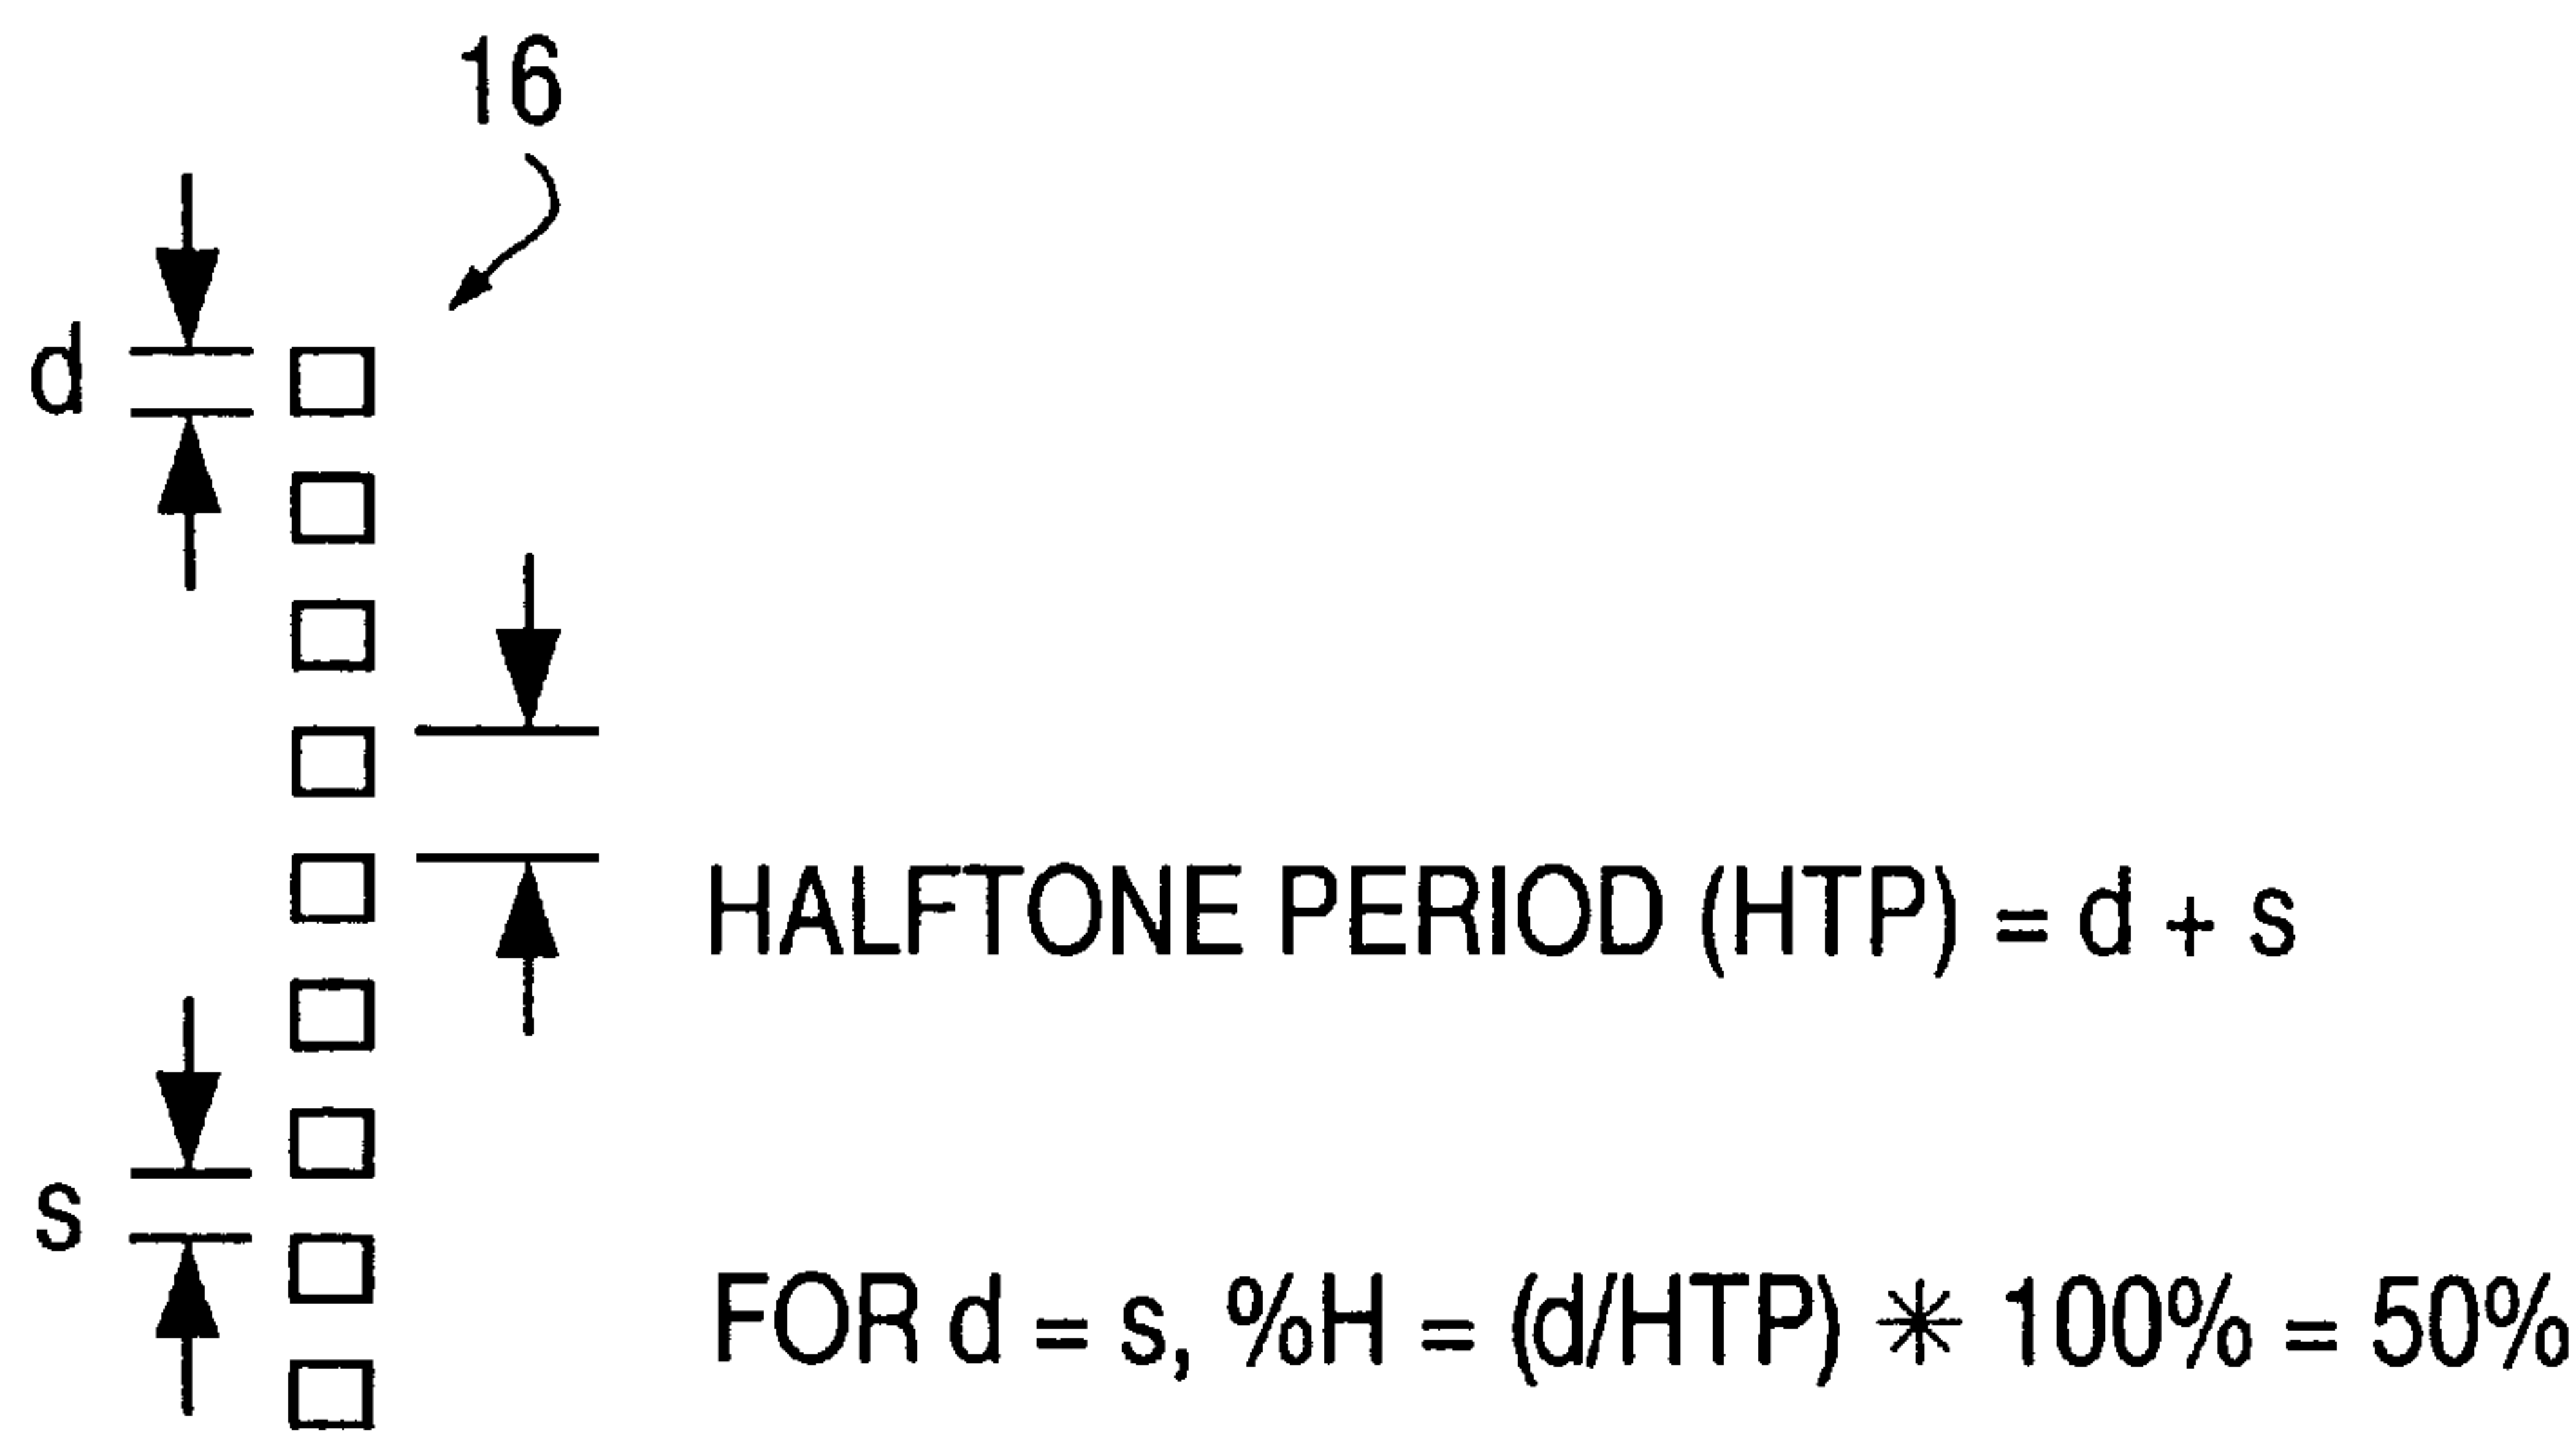 16
d
HALFTONE PERIOD (HTP) = d + s
s
FOR d = s, %H = (d/HTP) * 100% = 50%